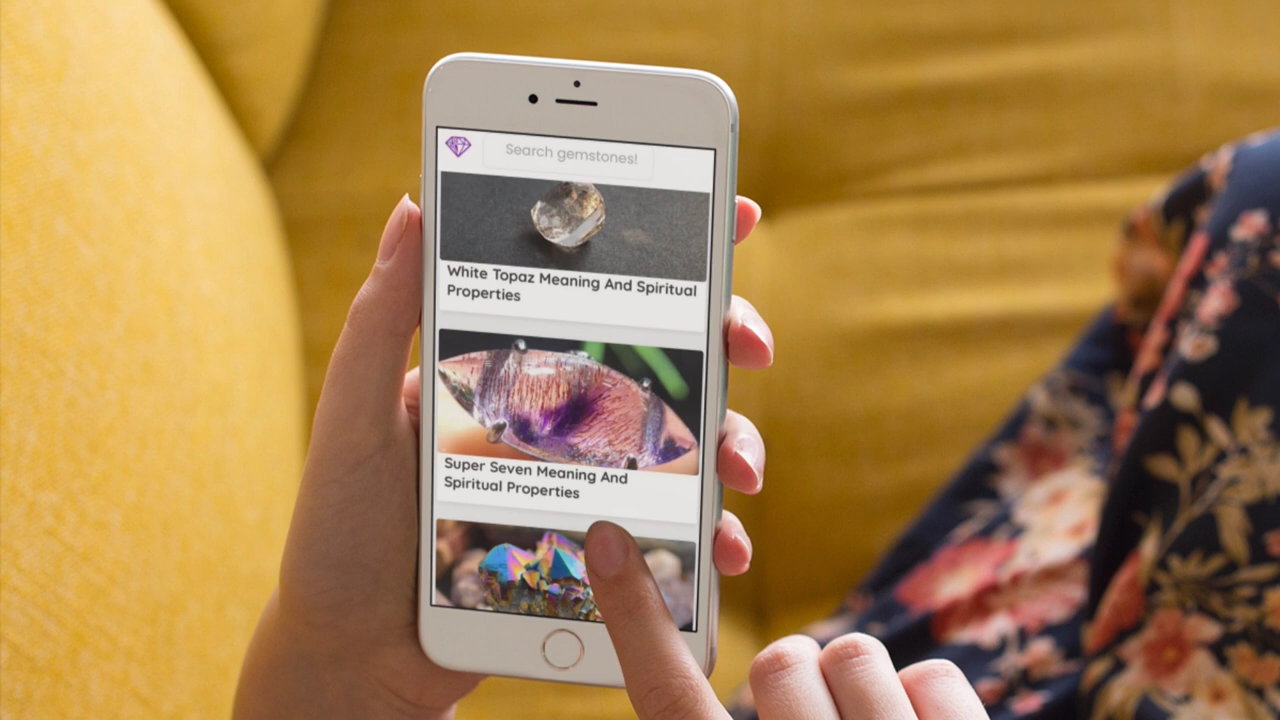 Search gemstones!
White Topaz Meaning And Spiritual
Properties
Super Seven Meaning And
Spiritual Properties